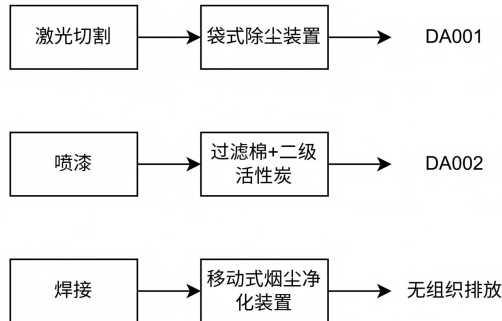 激光切割
袋式除尘装置
DA001
喷漆
过滤棉+二级
活性炭
DA002
焊接
移动式烟尘净
化装置
无组织排放